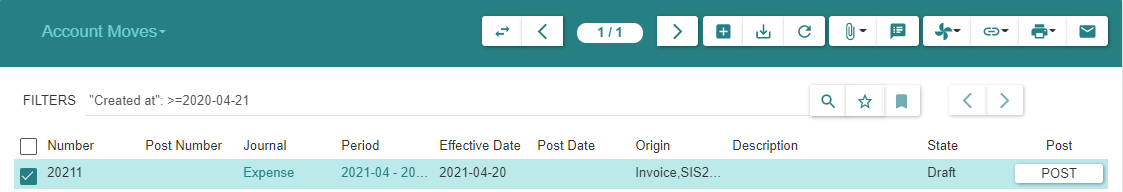 Account Moves
1 / 1
FILTERS "Created at": >=2020-04-21
Number Post Number Journal Period Effective Date Post Date Origin Description State Post
20211 Expense 2021-04 - 20... 2021-04-20 Invoice,SIS2... Draft POST